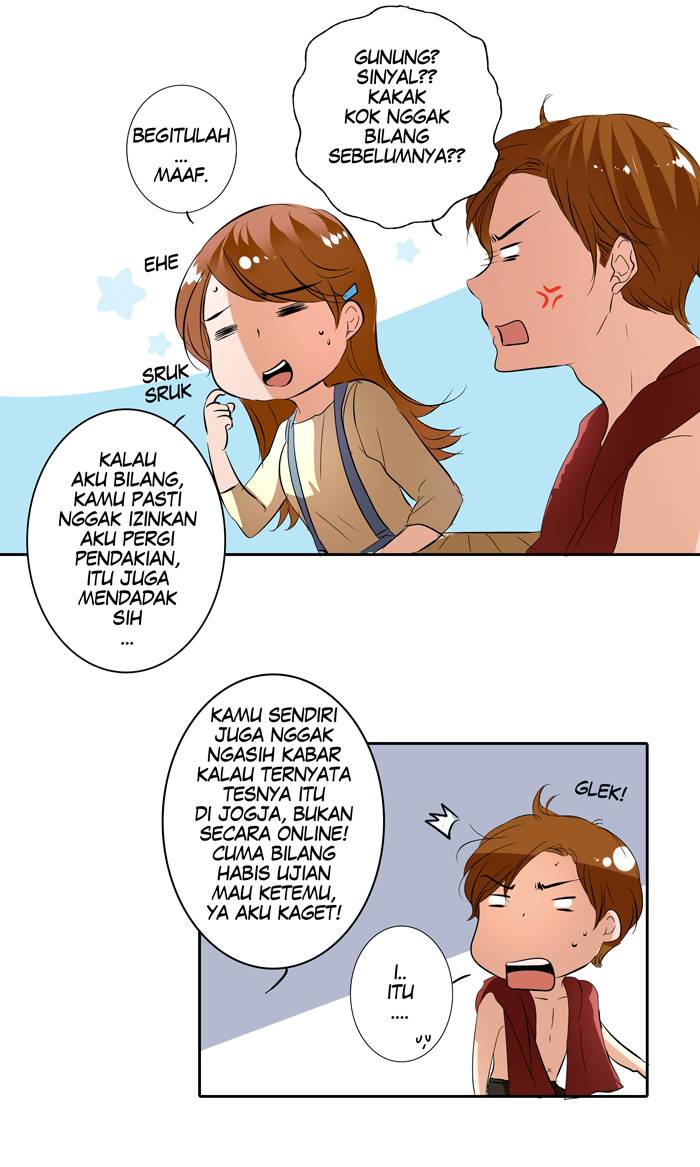 GUNUNG?
SINYAL??
KAKAK
KOK NGGAK
BILANG
SEBELUMNYA??
BEGITULAH
...
MAAF.
EHE
SRUK
SRUK
KALAU
AKU BILANG,
KAMU PASTI
NGGAK IZINKAN
AKU PERGI
PENDAKIAN,
ITU JUGA
MENDADAK
SIH
...
KAMU SENDIRI
JUGA NGGAK
NGASIH KABAR
KALAU TERNYATA
TESNYA ITU
DI JOGJA, BUKAN
SECARA ONLINE!
CUMA BILANG
HABIS UJIAN
MAU KETEMU,
YA AKU KAGET!
GLEK!
I..
ITU
....